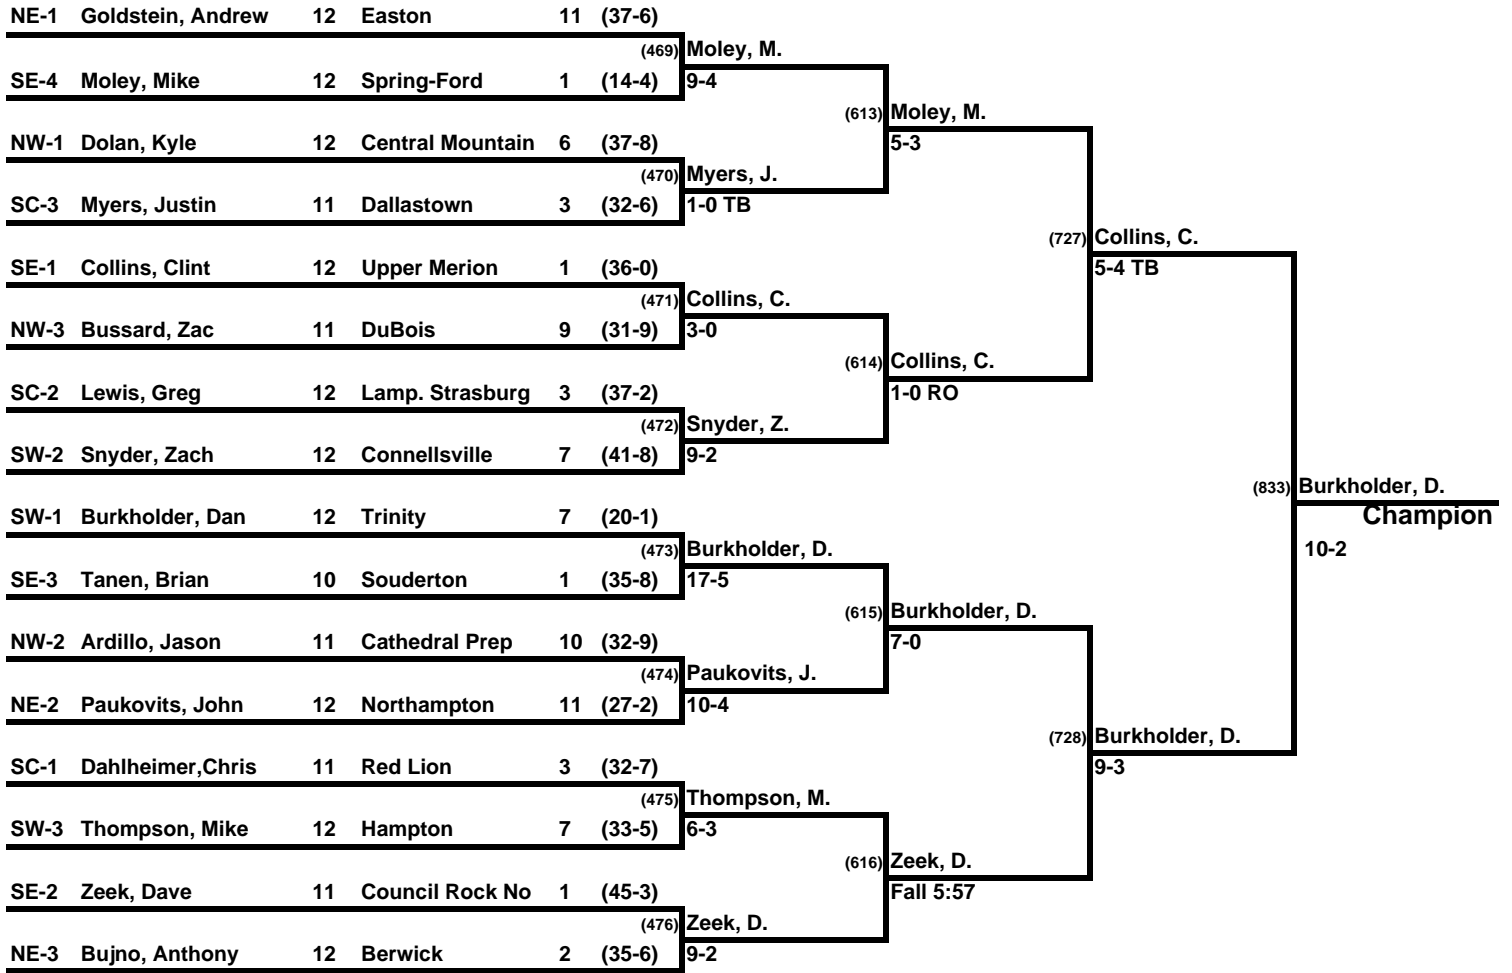 NE-1 Goldstein, Andrew 12 Easton 11 (37-6)
(469) Moley, M.
SE-4 Moley, Mike 12 Spring-Ford 1 (14-4) 9-4
(613) Moley, M.
NW-1 Dolan, Kyle 12 Central Mountain 6 (37-8) 5-3
(470) Myers, J.
SC-3 Myers, Justin 11 Dallastown 3 (32-6) 1-0 TB
(727) Collins, C.
SE-1 Collins, Clint 12 Upper Merion 1 (36-0) 5-4 TB
(471) Collins, C.
NW-3 Bussard, Zac 11 DuBois 9 (31-9) 3-0
(614) Collins, C.
SC-2 Lewis, Greg 12 Lamp. Strasburg 3 (37-2) 1-0 RO
(472) Snyder, Z.
SW-2 Snyder, Zach 12 Connellsville 7 (41-8) 9-2
(833) Burkholder, D.
SW-1 Burkholder, Dan 12 Trinity 7 (20-1) Champion
(473) Burkholder, D. 10-2
SE-3 Tanen, Brian 10 Souderton 1 (35-8) 17-5
(615) Burkholder, D.
NW-2 Ardillo, Jason 11 Cathedral Prep 10 (32-9) 7-0
(474) Paukovits, J.
NE-2 Paukovits, John 12 Northampton 11 (27-2) 10-4
(728) Burkholder, D.
SC-1 Dahlheimer,Chris 11 Red Lion 3 (32-7) 9-3
(475) Thompson, M.
SW-3 Thompson, Mike 12 Hampton 7 (33-5) 6-3
(616) Zeek, D.
SE-2 Zeek, Dave 11 Council Rock No 1 (45-3) Fall 5:57
(476) Zeek, D.
NE-3 Bujno, Anthony 12 Berwick 2 (35-6) 9-2